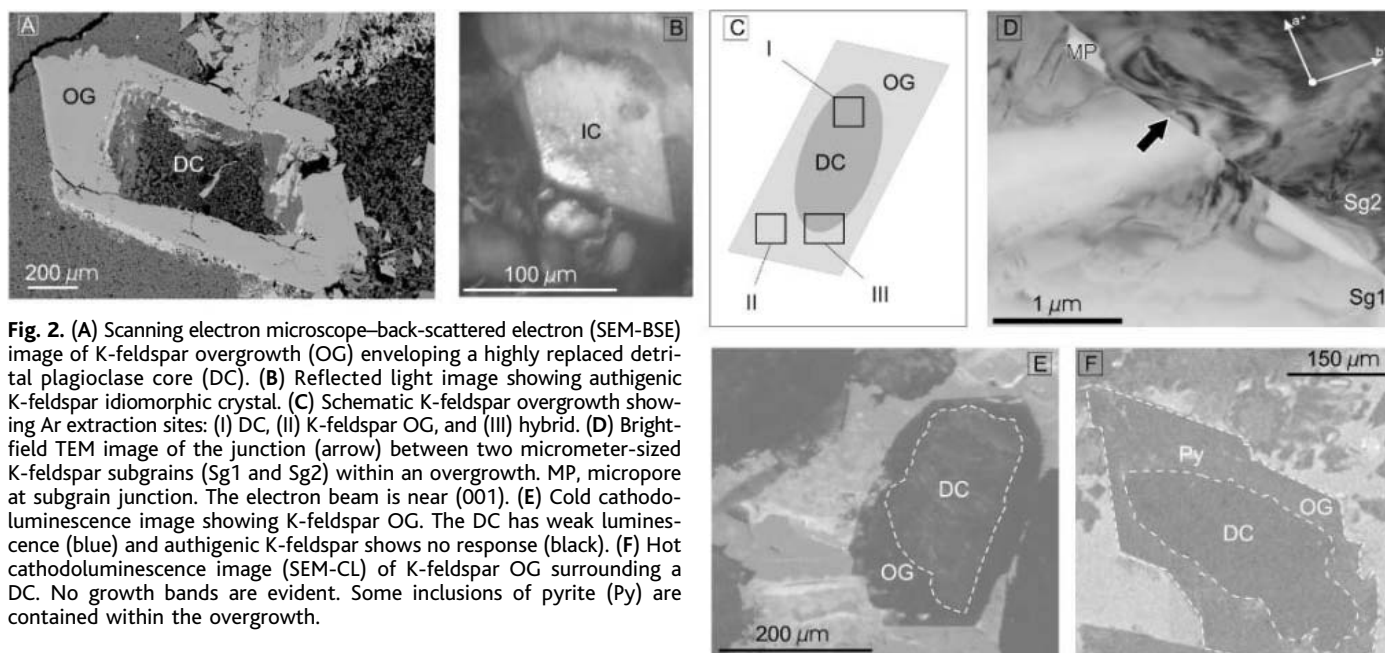 A
OG
DC
200 µm
B
IC
100 µm
C
I
OG
DC
II
III
D
MP
a*
b
Sg2
Sg1
1 µm
Fig. 2. (A) Scanning electron microscope–back-scattered electron (SEM-BSE)
image of K-feldspar overgrowth (OG) enveloping a highly replaced detri-
tal plagioclase core (DC). (B) Reflected light image showing authigenic
K-feldspar idiomorphic crystal. (C) Schematic K-feldspar overgrowth show-
ing Ar extraction sites: (I) DC, (II) K-feldspar OG, and (III) hybrid. (D) Bright-
field TEM image of the junction (arrow) between two micrometer-sized
K-feldspar subgrains (Sg1 and Sg2) within an overgrowth. MP, micropore
at subgrain junction. The electron beam is near (001). (E) Cold cathodo-
luminescence image showing K-feldspar OG. The DC has weak lumines-
cence (blue) and authigenic K-feldspar shows no response (black). (F) Hot
cathodoluminescence image (SEM-CL) of K-feldspar OG surrounding a
DC. No growth bands are evident. Some inclusions of pyrite (Py) are
contained within the overgrowth.
E
DC
OG
200 µm
F
150 µm
Py
OG
DC